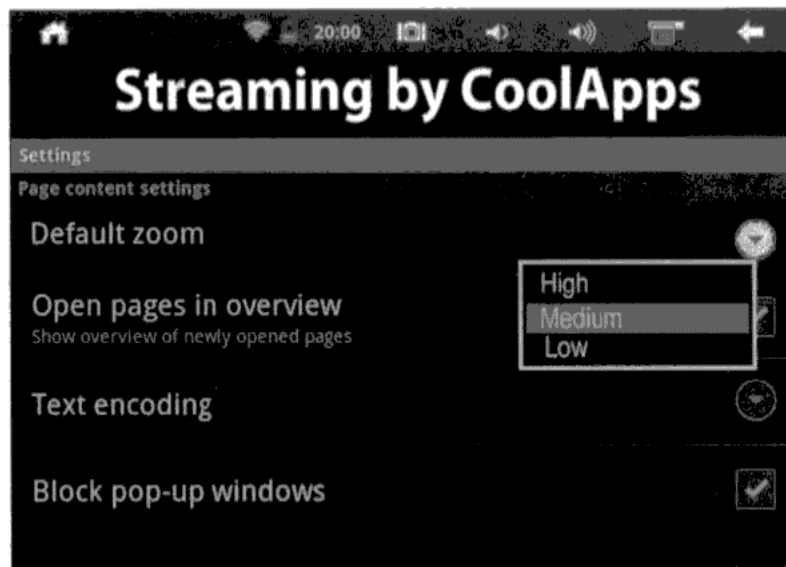 20:00
Streaming by CoolApps
Settings
Page content settings
Default zoom
High
Open pages in overview
Medium
Show overview of newly opened pages
Low
Text encoding
Block pop-up windows